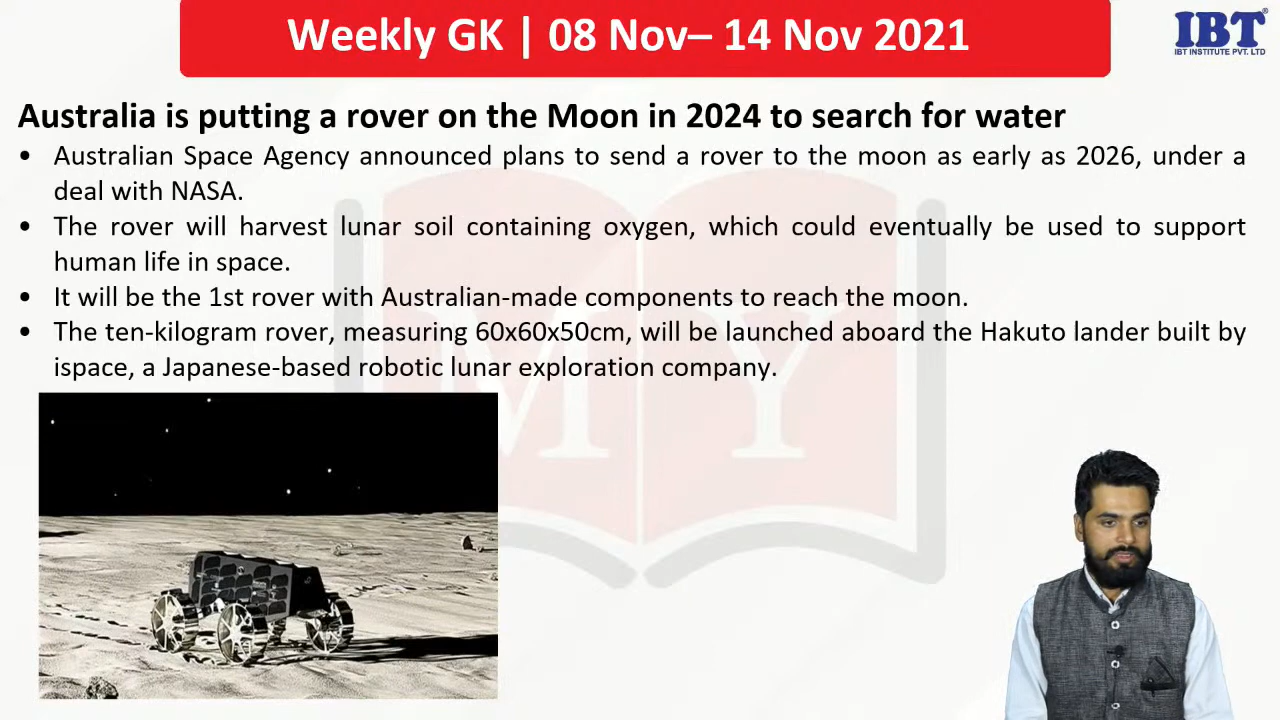 Weekly GK | 08 Nov– 14 Nov 2021
IBT®
IBT INSTITUTE PVT. LTD
Australia is putting a rover on the Moon in 2024 to search for water
• Australian Space Agency announced plans to send a rover to the moon as early as 2026, under a
deal with NASA.
• The rover will harvest lunar soil containing oxygen, which could eventually be used to support
human life in space.
• It will be the 1st rover with Australian-made components to reach the moon.
• The ten-kilogram rover, measuring 60x60x50cm, will be launched aboard the Hakuto lander built by
ispace, a Japanese-based robotic lunar exploration company.
M Y